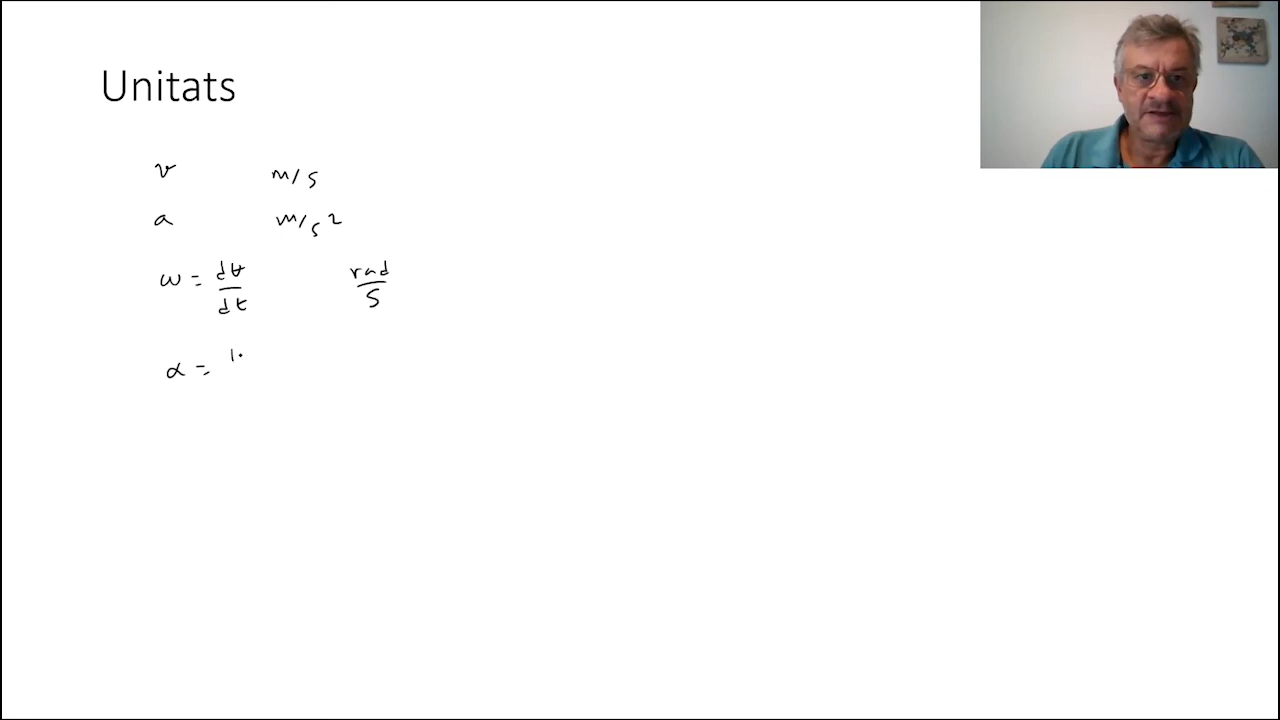 Unitats
v m/s
a m/s²
ω = dθ/dt rad/s
α =